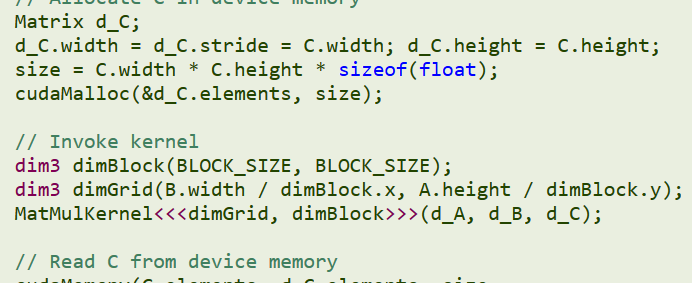 // Allocate C in device memory
Matrix d_C;
d_C.width = d_C.stride = C.width; d_C.height = C.height;
size = C.width * C.height * sizeof(float);
cudaMalloc(&d_C.elements, size);
// Invoke kernel
dim3 dimBlock(BLOCK_SIZE, BLOCK_SIZE);
dim3 dimGrid(B.width / dimBlock.x, A.height / dimBlock.y);
MatMulKernel<<<dimGrid, dimBlock>>>(d_A, d_B, d_C);
// Read C from device memory